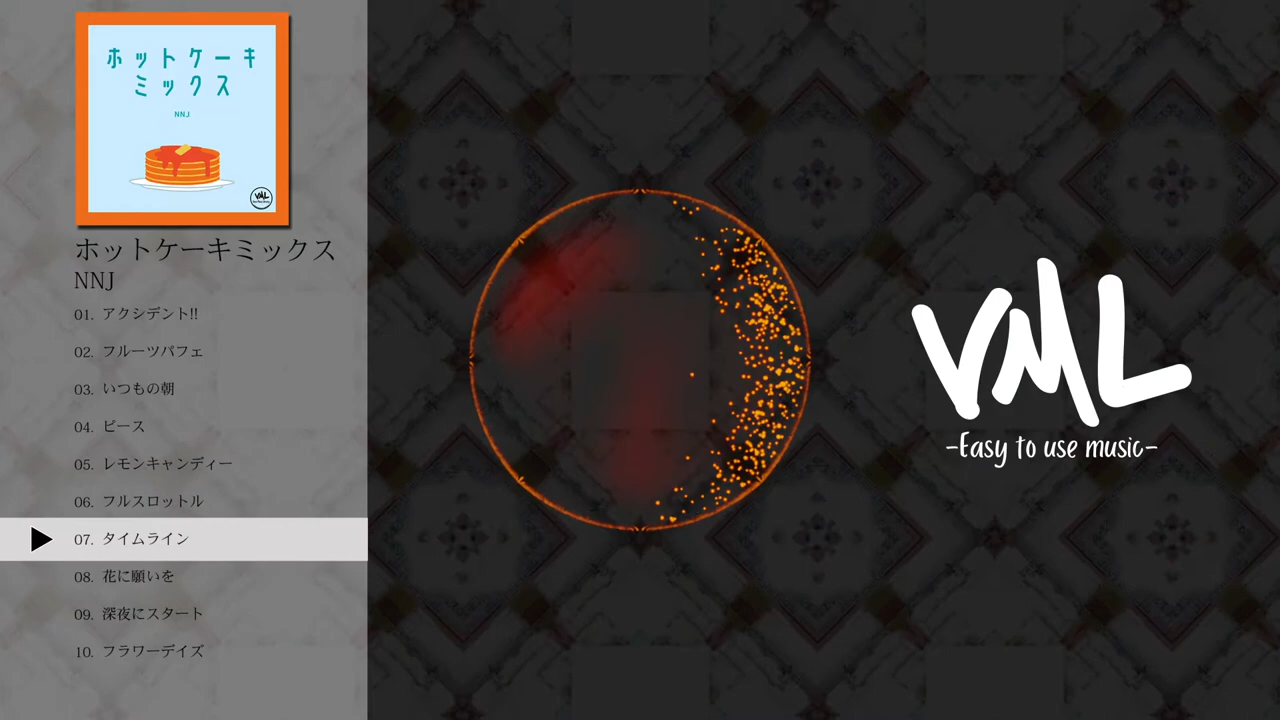 ホットケーキ
ミックス
NNJ
VML
ホットケーキミックス
NNJ
01. アクシデント!!
02. フルーツパフェ
03. いつもの朝
04. ピース
05. レモンキャンディー
06. フルスロットル
07. タイムライン
08. 花に願いを
09. 深夜にスタート
10. フラワーデイズ
VML
-Easy to use music-